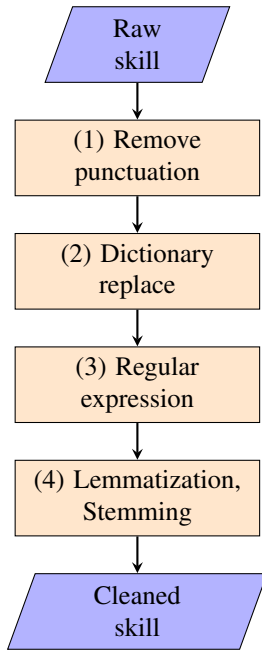 Raw
skill
(1) Remove
punctuation
(2) Dictionary
replace
(3) Regular
expression
(4) Lemmatization,
Stemming
Cleaned
skill